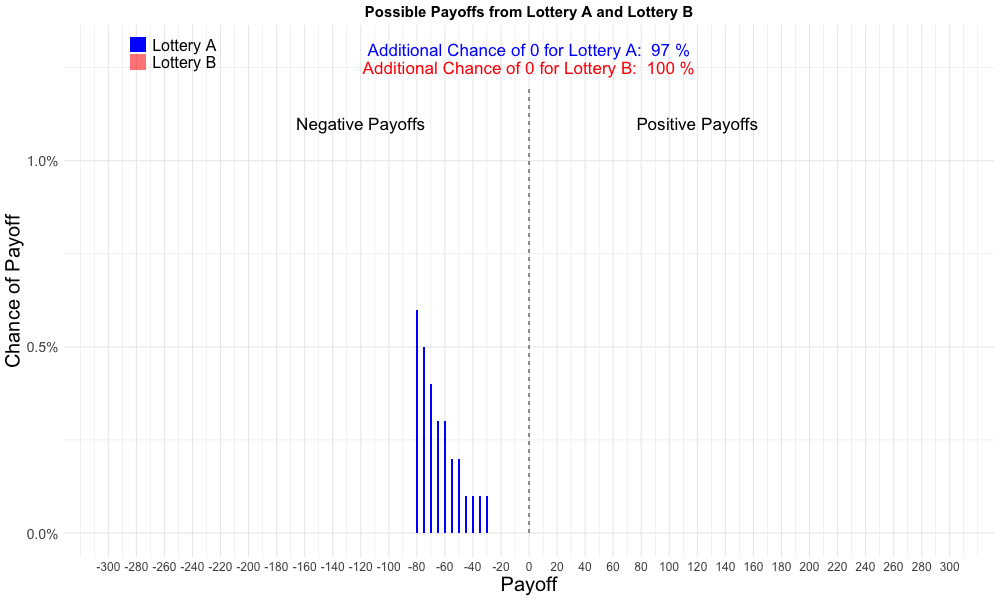 Possible Payoffs from Lottery A and Lottery B
Lottery A
Lottery B
Additional Chance of 0 for Lottery A:  97 %
Additional Chance of 0 for Lottery B:  100 %
Negative Payoffs
Positive Payoffs
Chance of Payoff
1.0%
0.5%
0.0%
-300 -280 -260 -240 -220 -200 -180 -160 -140 -120 -100 -80 -60 -40 -20 0 20 40 60 80 100 120 140 160 180 200 220 240 260 280 300
Payoff